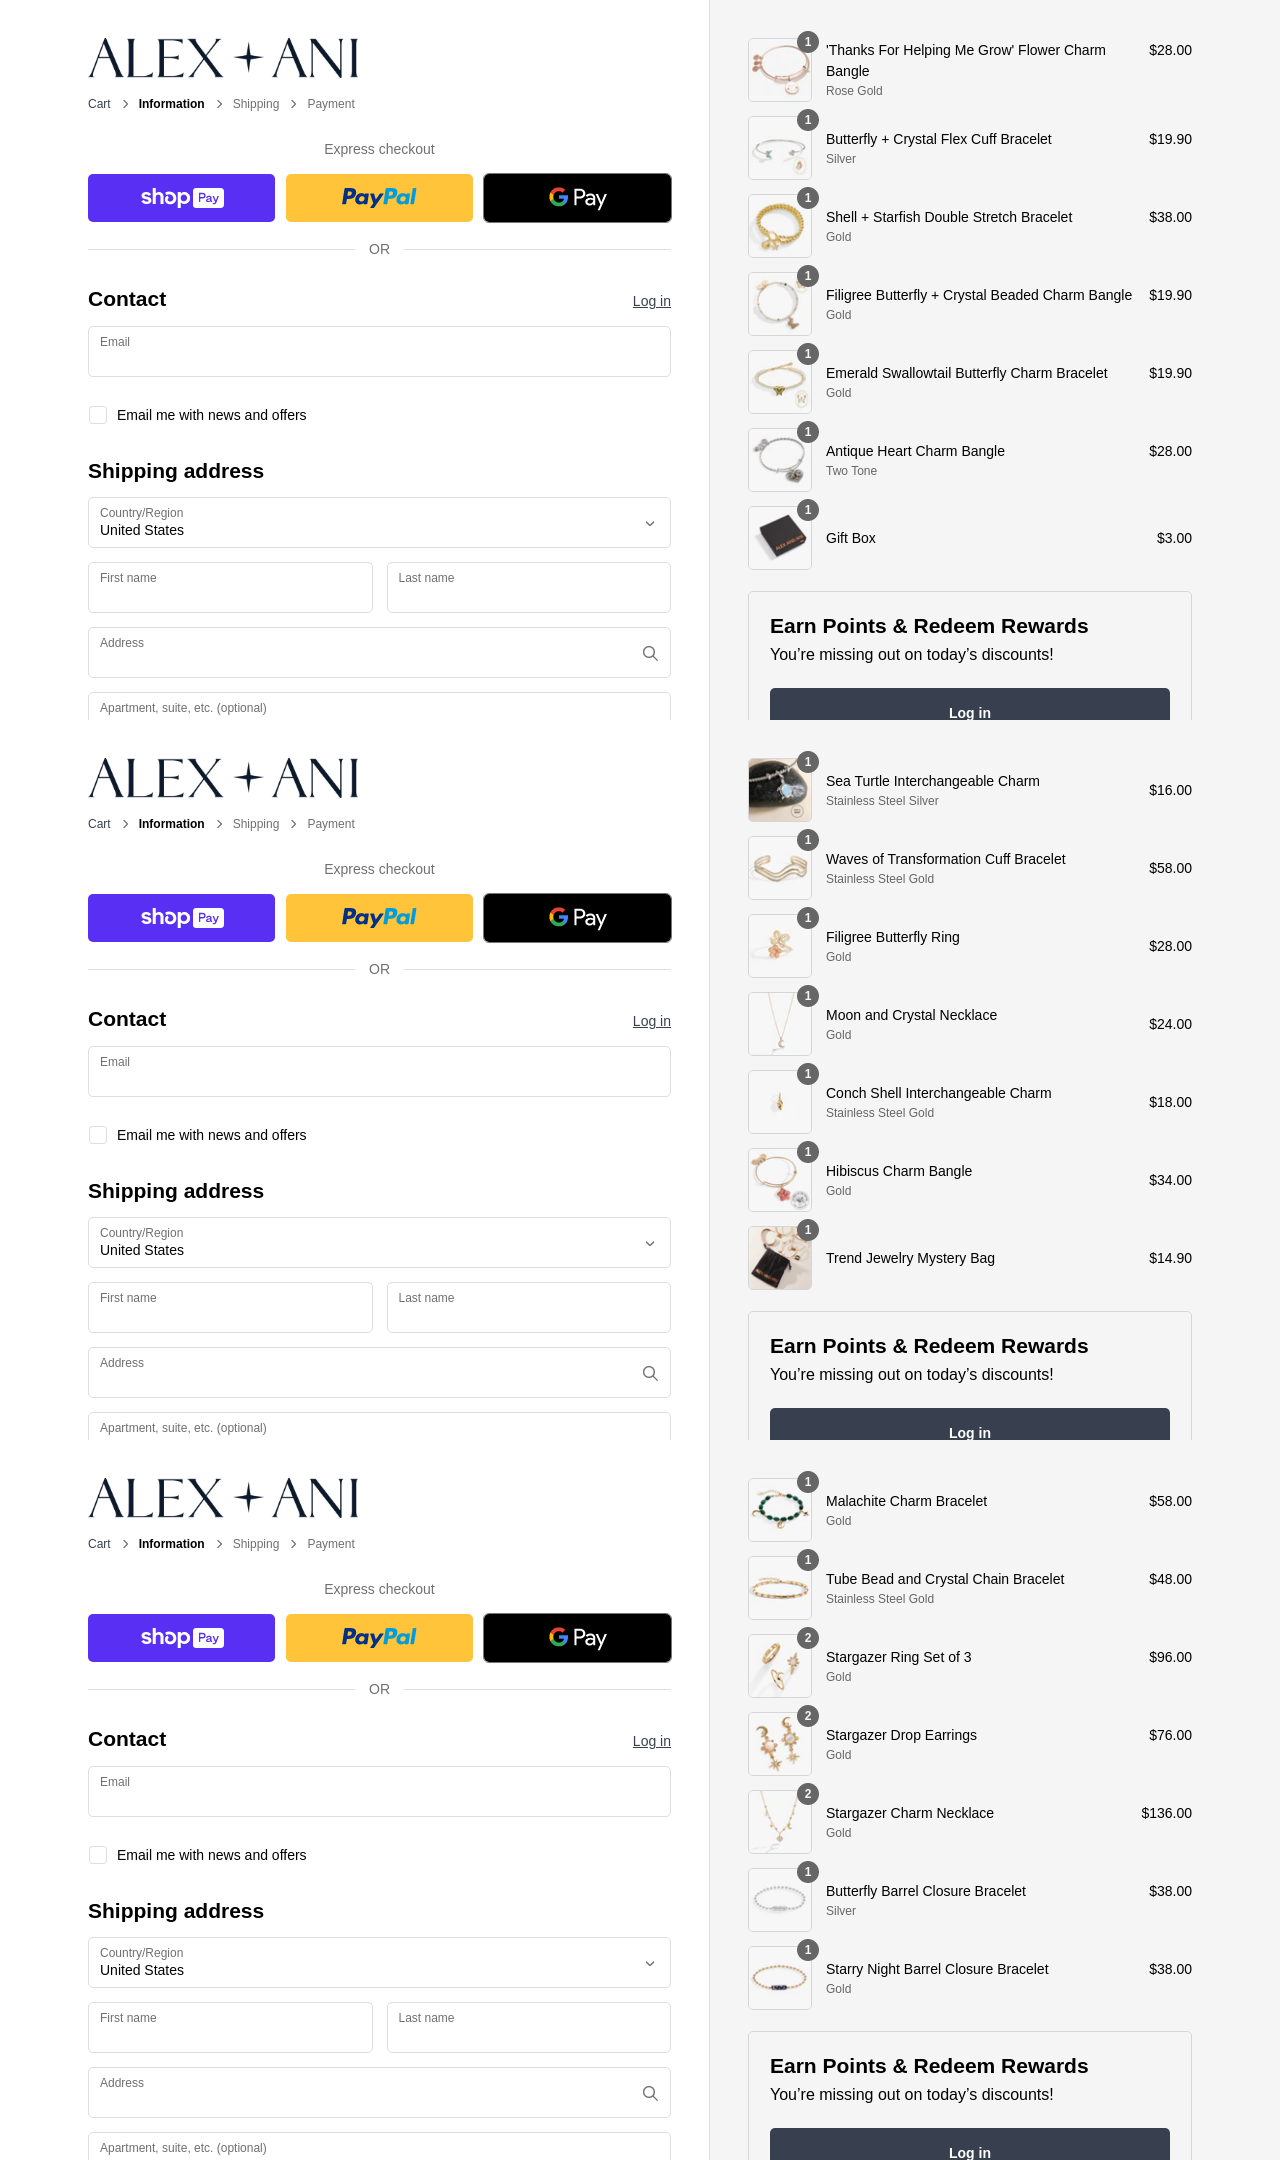 ALEX + ANI
Cart > Information > Shipping > Payment
Express checkout
shop Pay
PayPal
G Pay
OR
Contact
Log in
Email
Email me with news and offers
Shipping address
Country/Region
United States
First name
Last name
Address
Apartment, suite, etc. (optional)
1
'Thanks For Helping Me Grow' Flower Charm
Bangle
Rose Gold
$28.00
1
Butterfly + Crystal Flex Cuff Bracelet
Silver
$19.90
1
Shell + Starfish Double Stretch Bracelet
Gold
$38.00
1
Filigree Butterfly + Crystal Beaded Charm Bangle
Gold
$19.90
1
Emerald Swallowtail Butterfly Charm Bracelet
Gold
$19.90
1
Antique Heart Charm Bangle
Two Tone
$28.00
1
Gift Box
$3.00
Earn Points & Redeem Rewards
You’re missing out on today’s discounts!
Log in
ALEX + ANI
Cart > Information > Shipping > Payment
Express checkout
shop Pay
PayPal
G Pay
OR
Contact
Log in
Email
Email me with news and offers
Shipping address
Country/Region
United States
First name
Last name
Address
Apartment, suite, etc. (optional)
1
Sea Turtle Interchangeable Charm
Stainless Steel Silver
$16.00
1
Waves of Transformation Cuff Bracelet
Stainless Steel Gold
$58.00
1
Filigree Butterfly Ring
Gold
$28.00
1
Moon and Crystal Necklace
Gold
$24.00
1
Conch Shell Interchangeable Charm
Stainless Steel Gold
$18.00
1
Hibiscus Charm Bangle
Gold
$34.00
1
Trend Jewelry Mystery Bag
$14.90
Earn Points & Redeem Rewards
You’re missing out on today’s discounts!
Log in
ALEX + ANI
Cart > Information > Shipping > Payment
Express checkout
shop Pay
PayPal
G Pay
OR
Contact
Log in
Email
Email me with news and offers
Shipping address
Country/Region
United States
First name
Last name
Address
Apartment, suite, etc. (optional)
1
Malachite Charm Bracelet
Gold
$58.00
1
Tube Bead and Crystal Chain Bracelet
Stainless Steel Gold
$48.00
2
Stargazer Ring Set of 3
Gold
$96.00
2
Stargazer Drop Earrings
Gold
$76.00
2
Stargazer Charm Necklace
Gold
$136.00
1
Butterfly Barrel Closure Bracelet
Silver
$38.00
1
Starry Night Barrel Closure Bracelet
Gold
$38.00
Earn Points & Redeem Rewards
You’re missing out on today’s discounts!
Log in